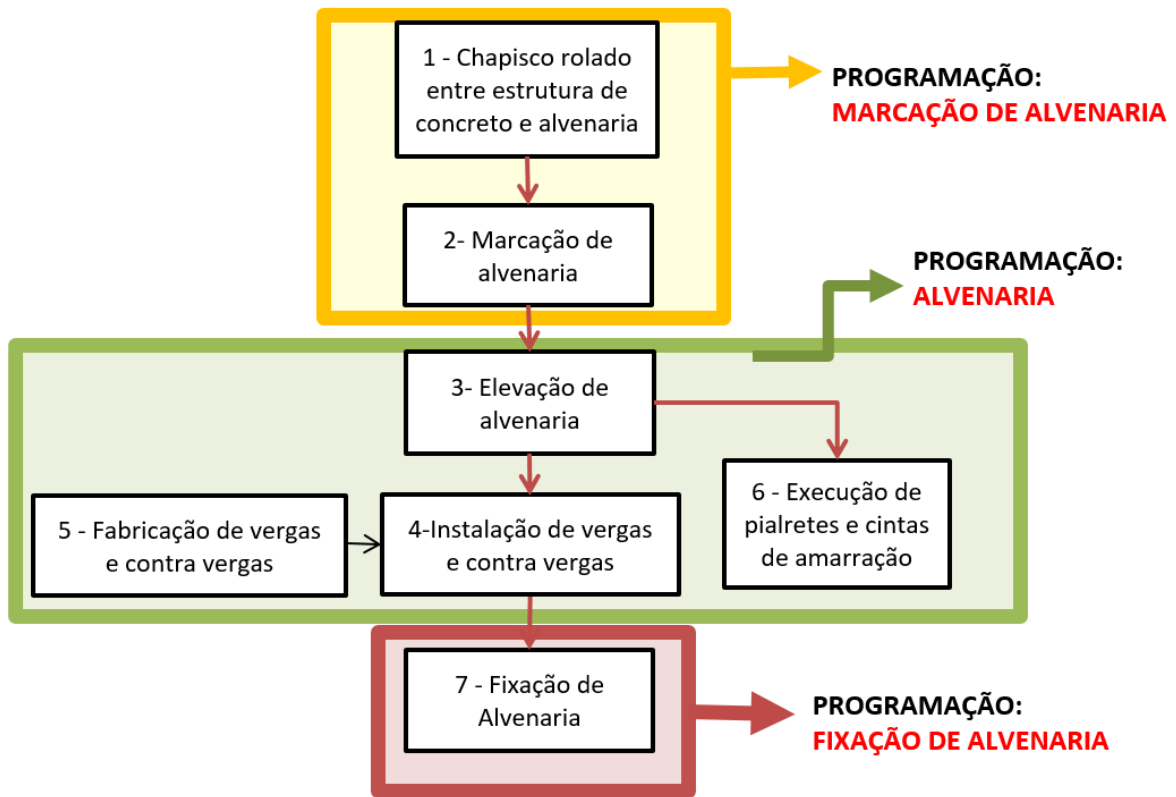 1 - Chapisco rolado
entre estrutura de
concreto e alvenaria
PROGRAMAÇÃO:
MARCAÇÃO DE ALVENARIA
2- Marcação de
alvenaria
PROGRAMAÇÃO:
ALVENARIA
3- Elevação de
alvenaria
5 - Fabricação de vergas
e contra vergas
4-Instalação de vergas
e contra vergas
6 - Execução de
pialretes e cintas
de amarração
7 - Fixação de
Alvenaria
PROGRAMAÇÃO:
FIXAÇÃO DE ALVENARIA